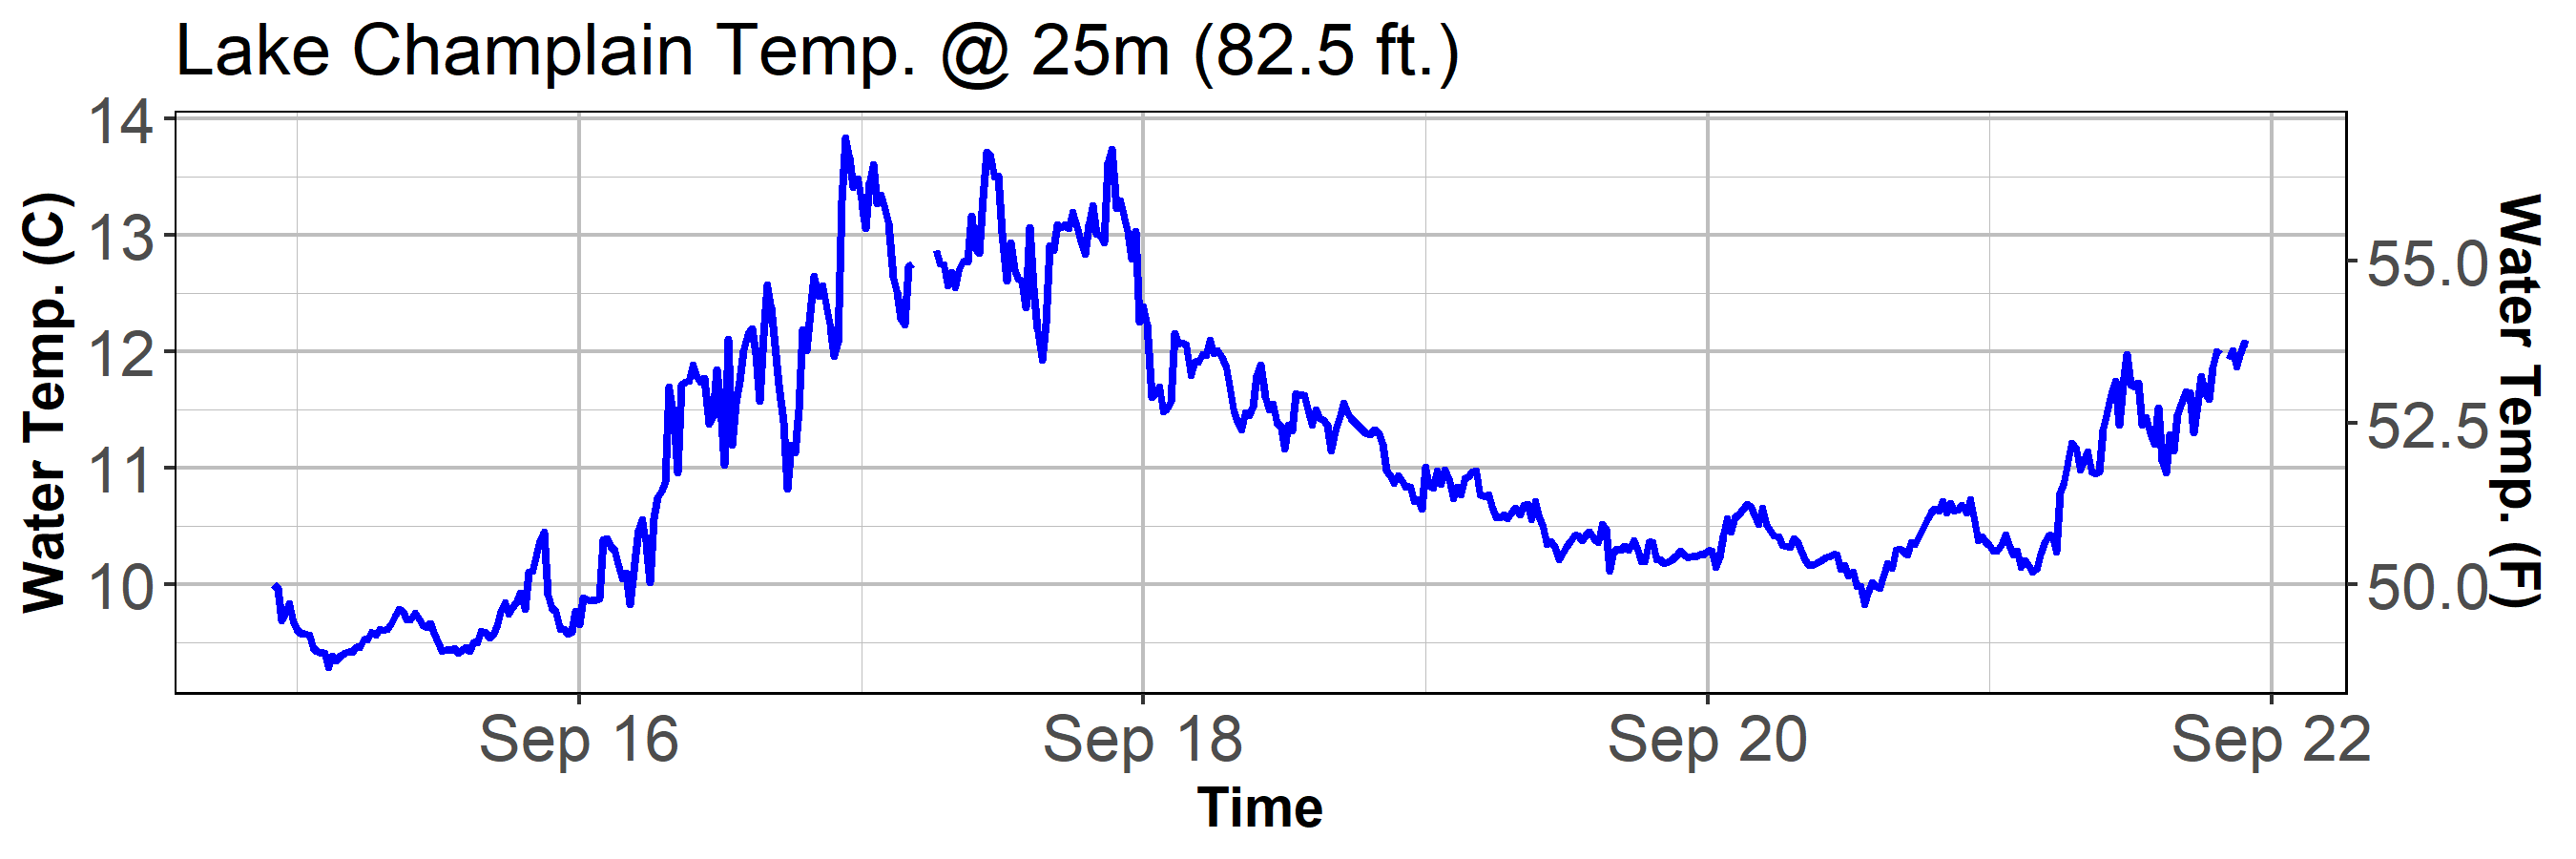 Lake Champlain Temp. @ 25m (82.5 ft.)
Water Temp. (C)
14
13
12
11
10
55.0
52.5
50.0
Water Temp. (F)
Sep 16
Sep 18
Sep 20
Sep 22
Time